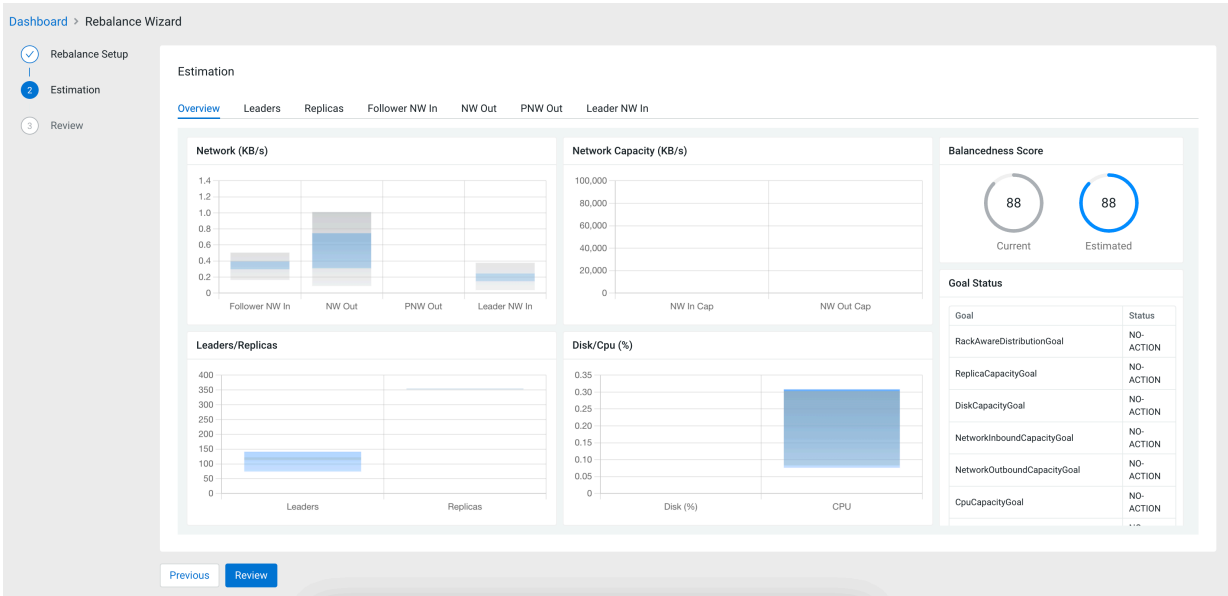 Dashboard > Rebalance Wizard
Rebalance Setup
2 Estimation
3 Review
Estimation
Overview Leaders Replicas Follower NW In NW Out PNW Out Leader NW In
Network (KB/s)
1.4
1.2
1.0
0.8
0.6
0.4
0.2
0
Follower NW In NW Out PNW Out Leader NW In
Network Capacity (KB/s)
100,000
80,000
60,000
40,000
20,000
0
NW In Cap NW Out Cap
Balancedness Score
88 88
Current Estimated
Leaders/Replicas
400
350
300
250
200
150
100
50
0
Leaders Replicas
Disk/Cpu (%)
0.35
0.30
0.25
0.20
0.15
0.10
0.05
0
Disk (%) CPU
Goal Status
Goal Status
RackAwareDistributionGoal NO-
ACTION
ReplicaCapacityGoal NO-
ACTION
DiskCapacityGoal NO-
ACTION
NetworkInboundCapacityGoal NO-
ACTION
NetworkOutboundCapacityGoal NO-
ACTION
CpuCapacityGoal NO-
ACTION
Previous Review